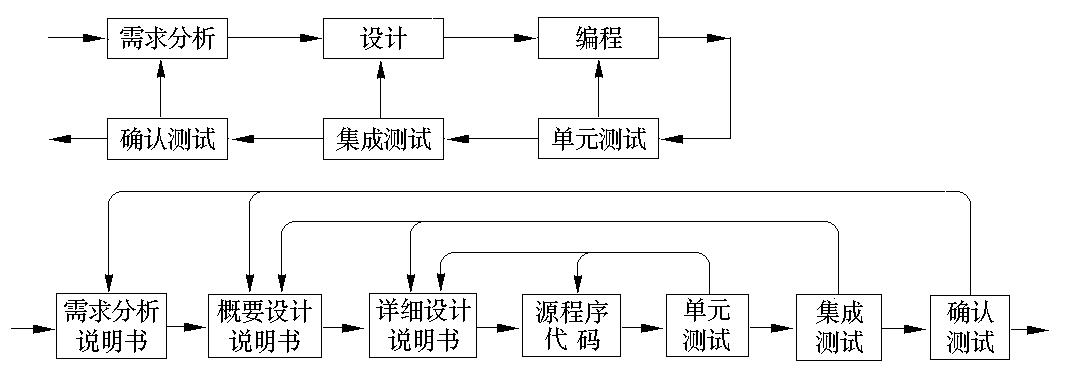 需求分析
设计
编程
确认测试
集成测试
单元测试
需求分析
说明书
概要设计
说明书
详细设计
说明书
源程序
代 码
单元
测试
集成
测试
确认
测试